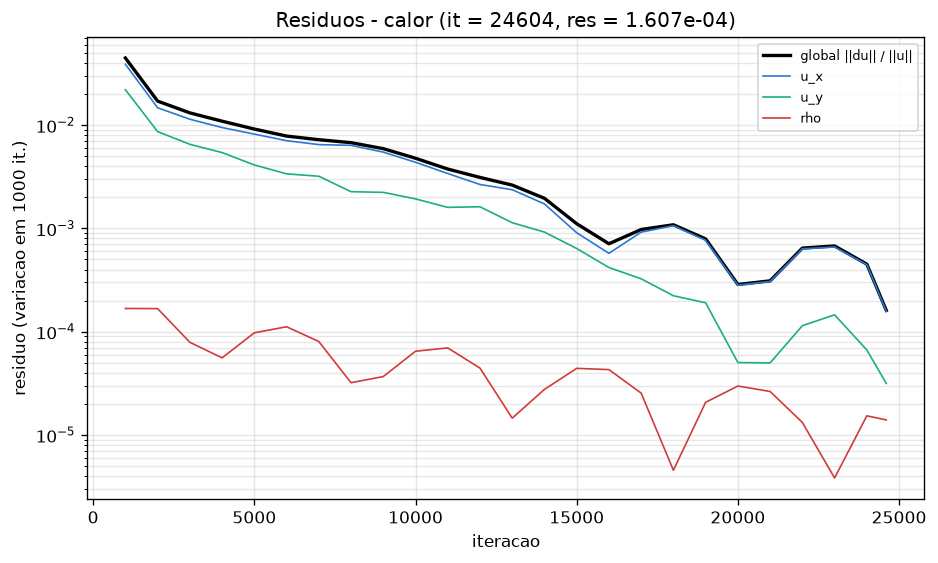 Residuos - calor (it = 24604, res = 1.607e-04)
global ||du|| / ||u||
u_x
u_y
rho
residuo (variacao em 1000 it.)
10⁻²
10⁻³
10⁻⁴
10⁻⁵
0 5000 10000 15000 20000 25000
iteracao